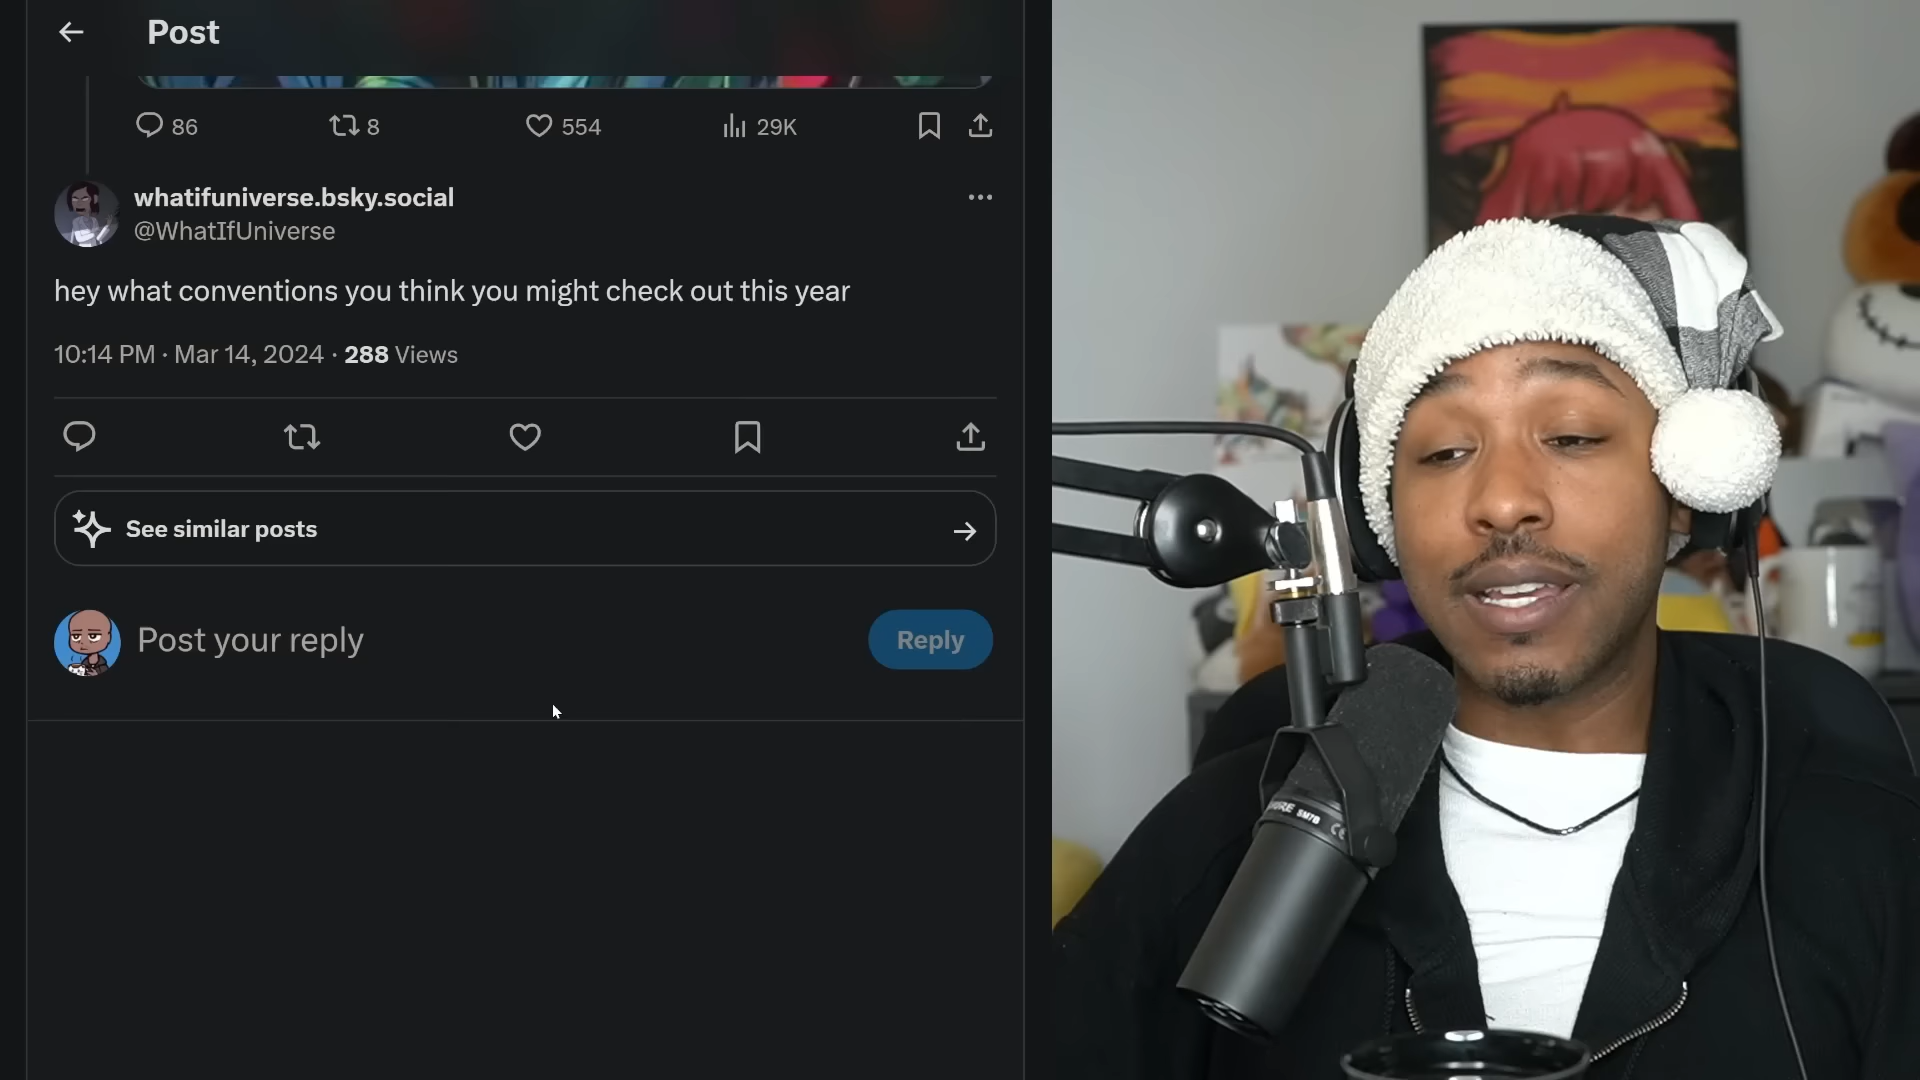 Post
86 8 554 29K
whatifuniverse.bsky.social
@WhatIfUniverse
hey what conventions you think you might check out this year
10:14 PM · Mar 14, 2024 · 288 Views
See similar posts
Post your reply
Reply
SM7B